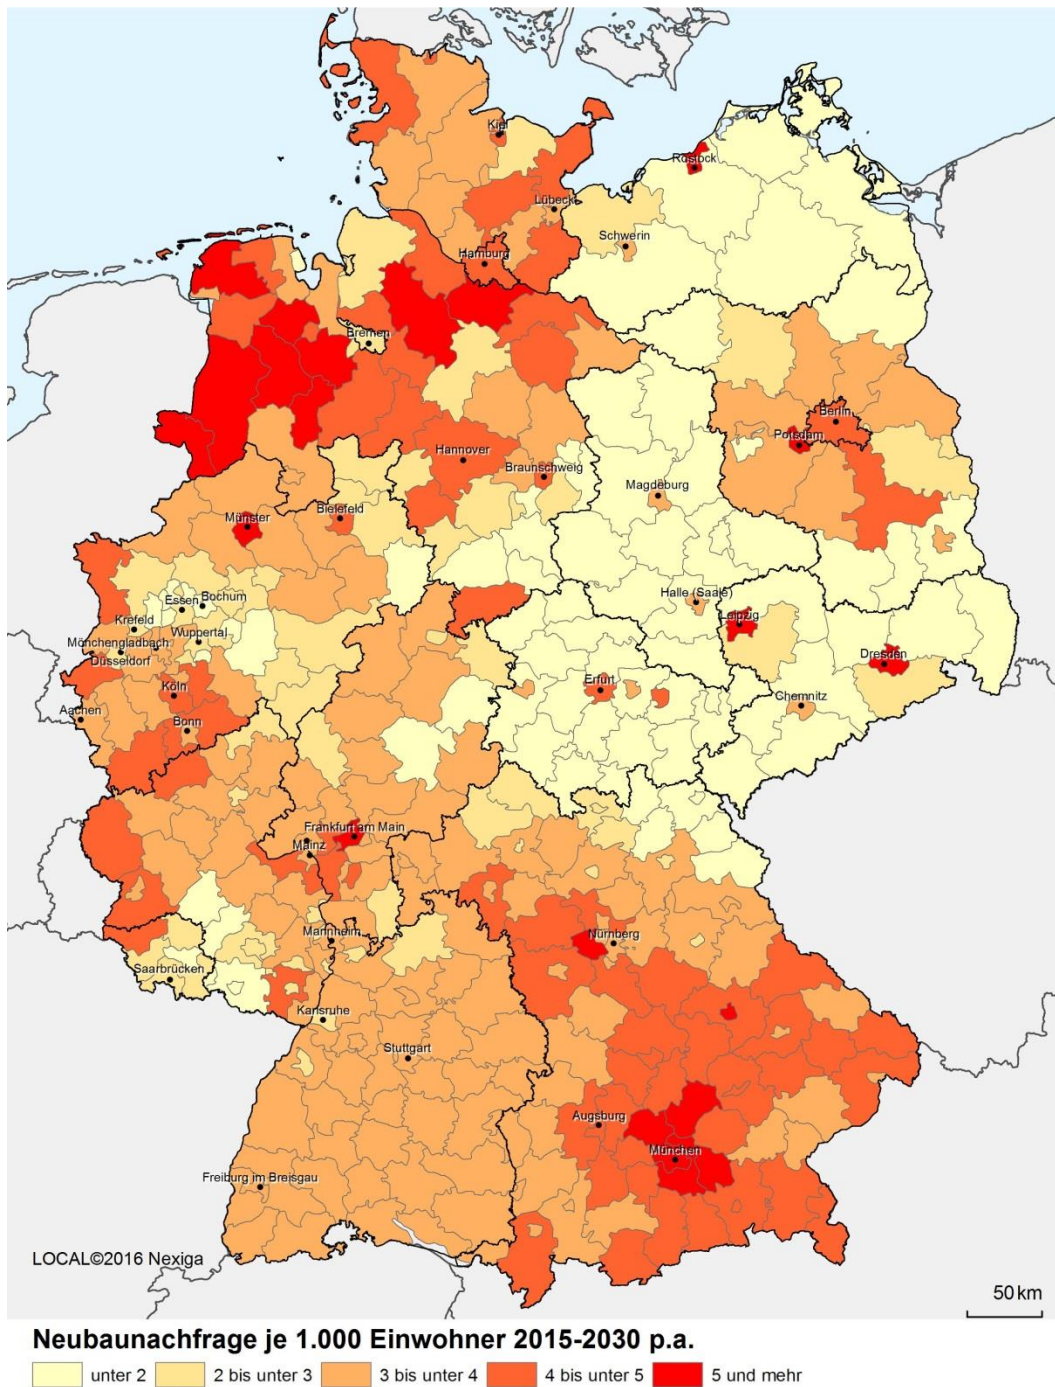 Kiel
Rostock
Lübeck
Schwerin
Hamburg
Bremen
Berlin
Potsdam
Hannover
Braunschweig
Magdeburg
Bielefeld
Münster
Halle (Saale)
Essen
Bochum
Leipzig
Krefeld
Wuppertal
Mönchengladbach
Düsseldorf
Dresden
Köln
Erfurt
Chemnitz
Aachen
Bonn
Frankfurt am Main
Mainz
Mannheim
Nürnberg
Saarbrücken
Karlsruhe
Stuttgart
Augsburg
München
Freiburg im Breisgau
LOCAL©2016 Nexiga
50 km
Neubaunachfrage je 1.000 Einwohner 2015-2030 p.a.
unter 2 2 bis unter 3 3 bis unter 4 4 bis unter 5 5 und mehr